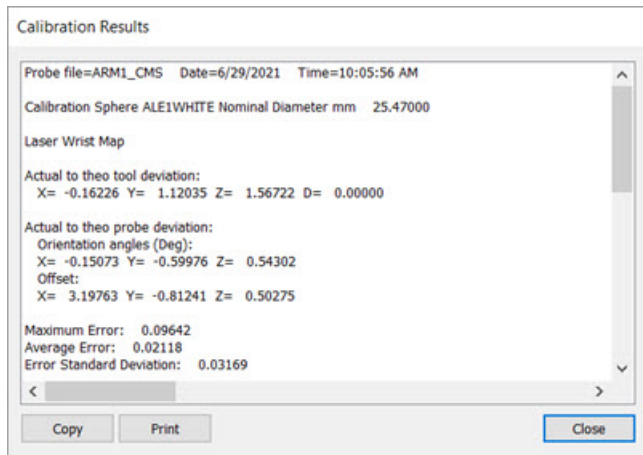 Calibration Results
Probe file=ARM1_CMS Date=6/29/2021 Time=10:05:56 AM
Calibration Sphere ALE1WHITE Nominal Diameter mm 25.47000
Laser Wrist Map
Actual to theo tool deviation:
X= -0.16226 Y= 1.12035 Z= 1.56722 D= 0.00000
Actual to theo probe deviation:
Orientation angles (Deg):
X= -0.15073 Y= -0.59976 Z= 0.54302
Offset:
X= 3.19763 Y= -0.81241 Z= 0.50275
Maximum Error: 0.09642
Average Error: 0.02118
Error Standard Deviation: 0.03169
Copy Print Close